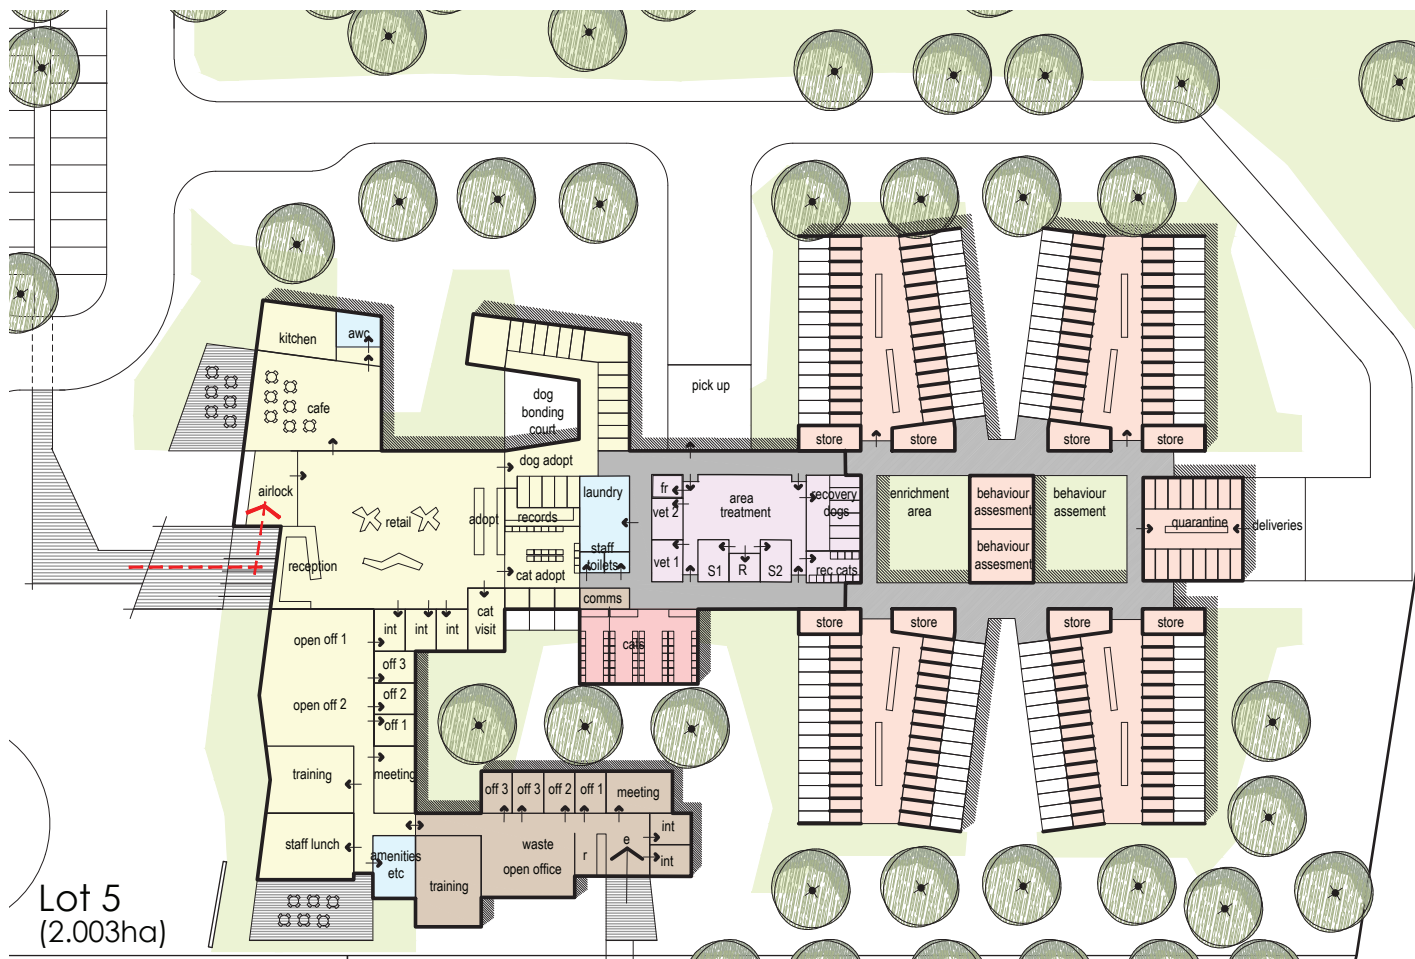 kitchen
awc
cafe
dog
bonding
court
pick up
store
store
store
store
airlock
retail
reception
dog adopt
adopt
records
cat adopt
laundry
staff
toilets
fr
vet 2
vet 1
area
treatment
S1
R
S2
recovery
dogs
rec cats
enrichment
area
behaviour
assesment
behaviour
assesment
behaviour
assement
quarantine
deliveries
comms
cats
cat
visit
int
int
int
store
store
store
store
open off 1
off 3
open off 2
off 2
off 1
training
meeting
staff lunch
amenities
etc
off 3
off 3
off 2
off 1
meeting
waste
open office
training
r
e
int
int
Lot 5
(2.003ha)